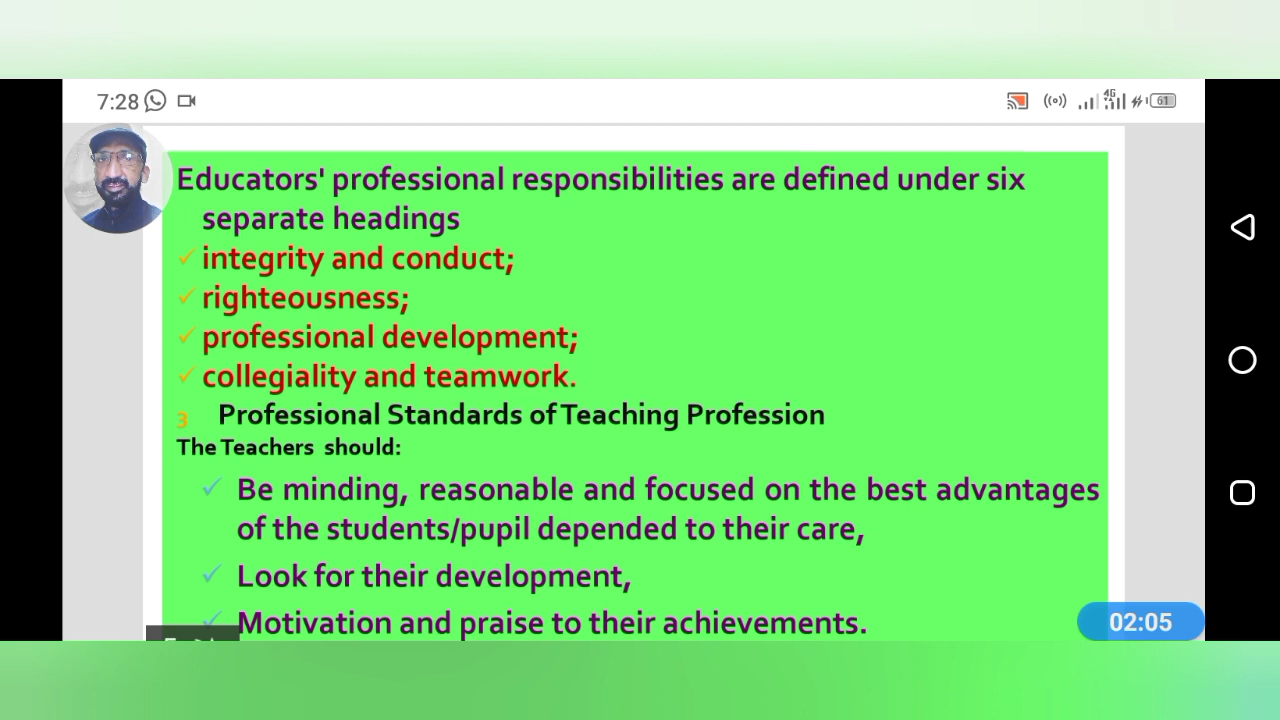 7:28
4G
61
Educators' professional responsibilities are defined under six
separate headings
✓ integrity and conduct;
✓ righteousness;
✓ professional development;
✓ collegiality and teamwork.
3 Professional Standards of Teaching Profession
The Teachers should:
✓ Be minding, reasonable and focused on the best advantages
of the students/pupil depended to their care,
✓ Look for their development,
✓ Motivation and praise to their achievements.
02:05